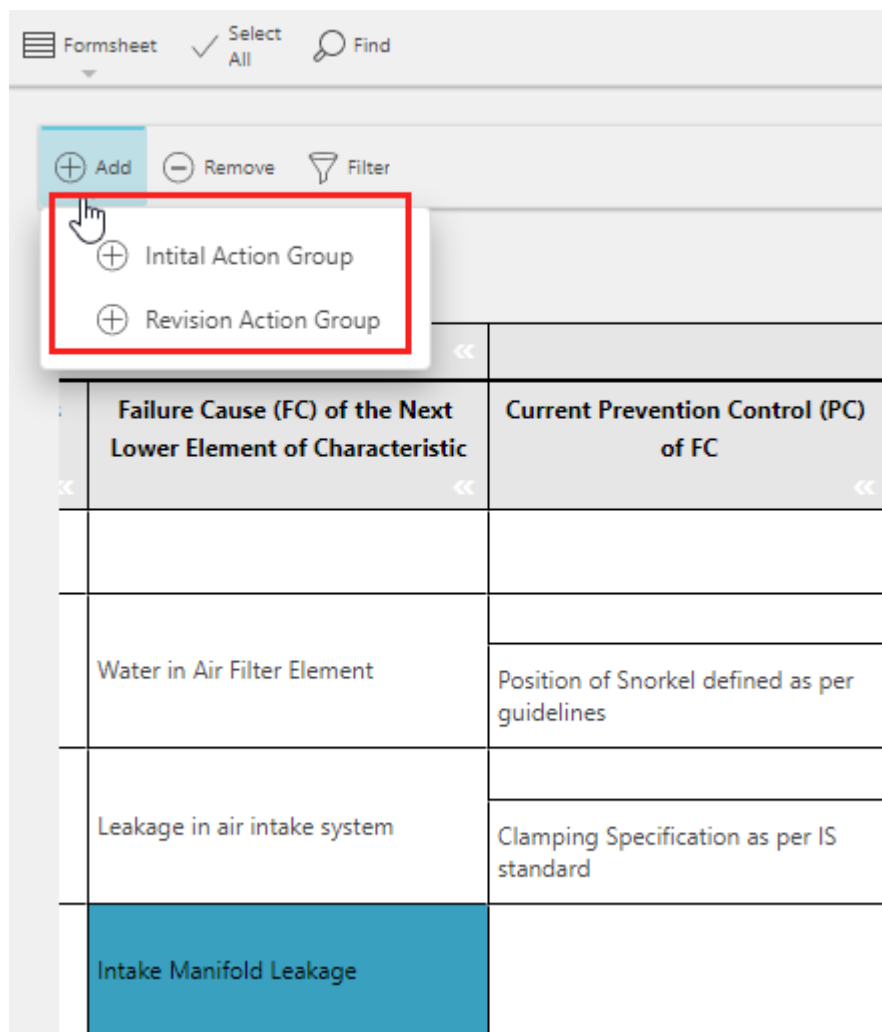 Formsheet
Select
All
Find
Add
Remove
Filter
Intital Action Group
Revision Action Group
Failure Cause (FC) of the Next
Lower Element of Characteristic
Current Prevention Control (PC)
of FC
Water in Air Filter Element
Position of Snorkel defined as per
guidelines
Leakage in air intake system
Clamping Specification as per IS
standard
Intake Manifold Leakage